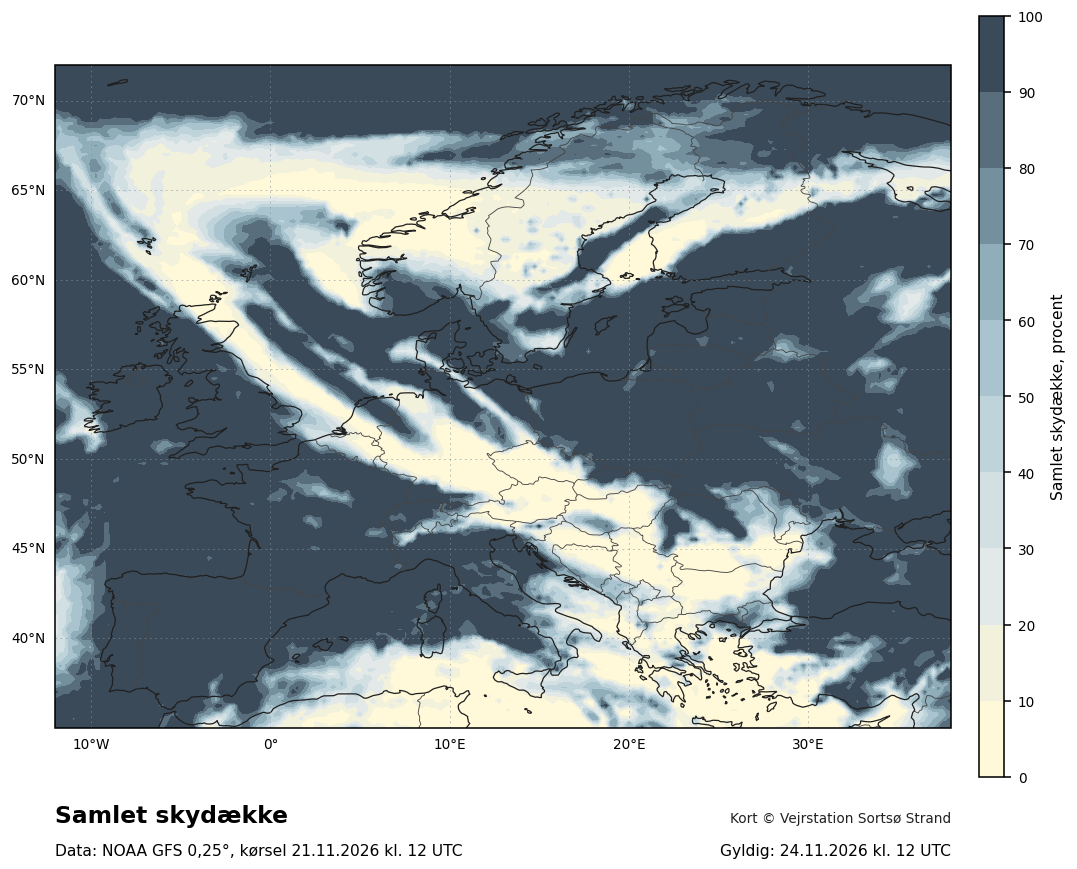 100
90
80
70
60
50
40
30
20
10
0
Samlet skydække, procent
70°N
65°N
60°N
55°N
50°N
45°N
40°N
10°W
0°
10°E
20°E
30°E
Samlet skydække
Kort © Vejrstation Sortsø Strand
Data: NOAA GFS 0,25°, kørsel 21.11.2026 kl. 12 UTC
Gyldig: 24.11.2026 kl. 12 UTC